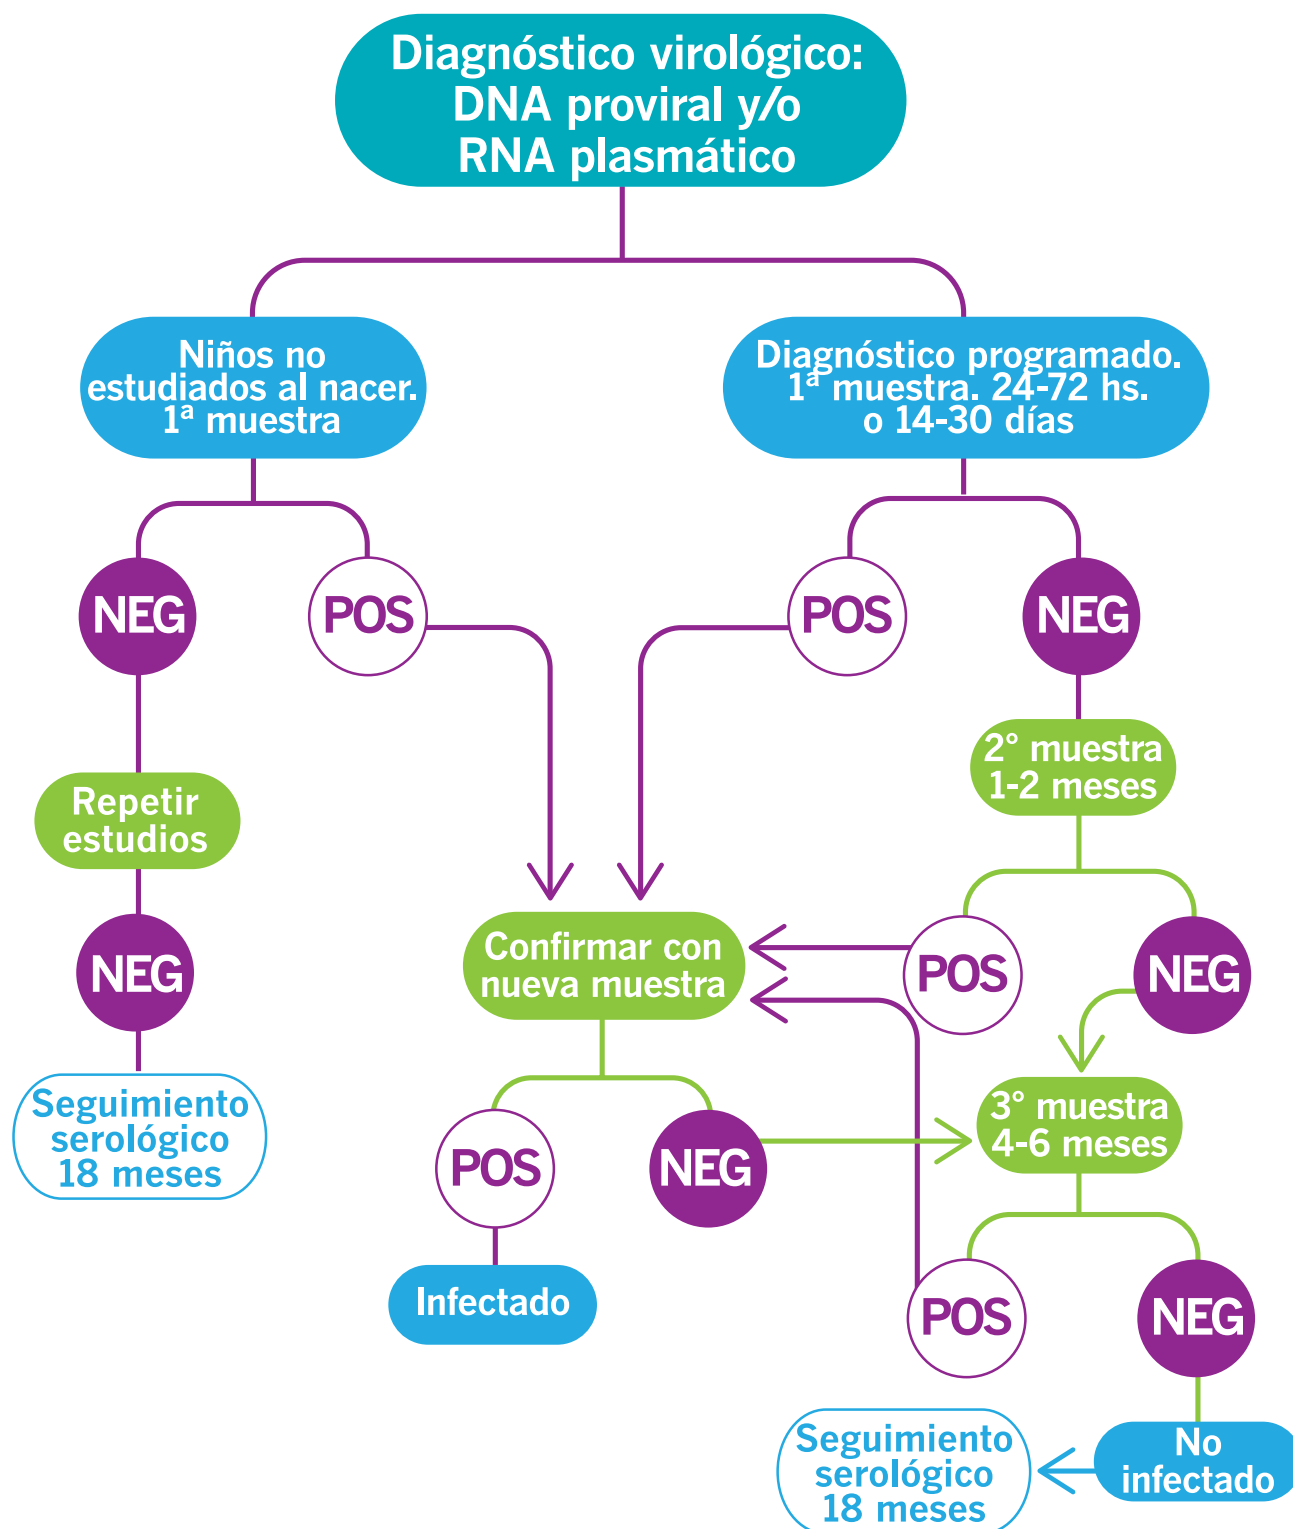 Diagnóstico virológico:
DNA proviral y/o
RNA plasmático
Niños no
estudiados al nacer.
1ª muestra
Diagnóstico programado.
1ª muestra. 24-72 hs.
o 14-30 días
NEG
POS
POS
NEG
2° muestra
1-2 meses
Repetir
estudios
NEG
Confirmar con
nueva muestra
POS
NEG
Seguimiento
serológico
18 meses
3° muestra
4-6 meses
POS
NEG
Infectado
POS
NEG
No
infectado
Seguimiento
serológico
18 meses